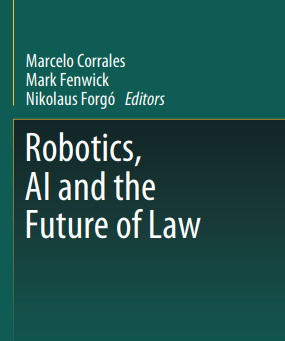 Marcelo Corrales
Mark Fenwick
Nikolaus Forgó Editors
Robotics,
AI and the
Future of Law